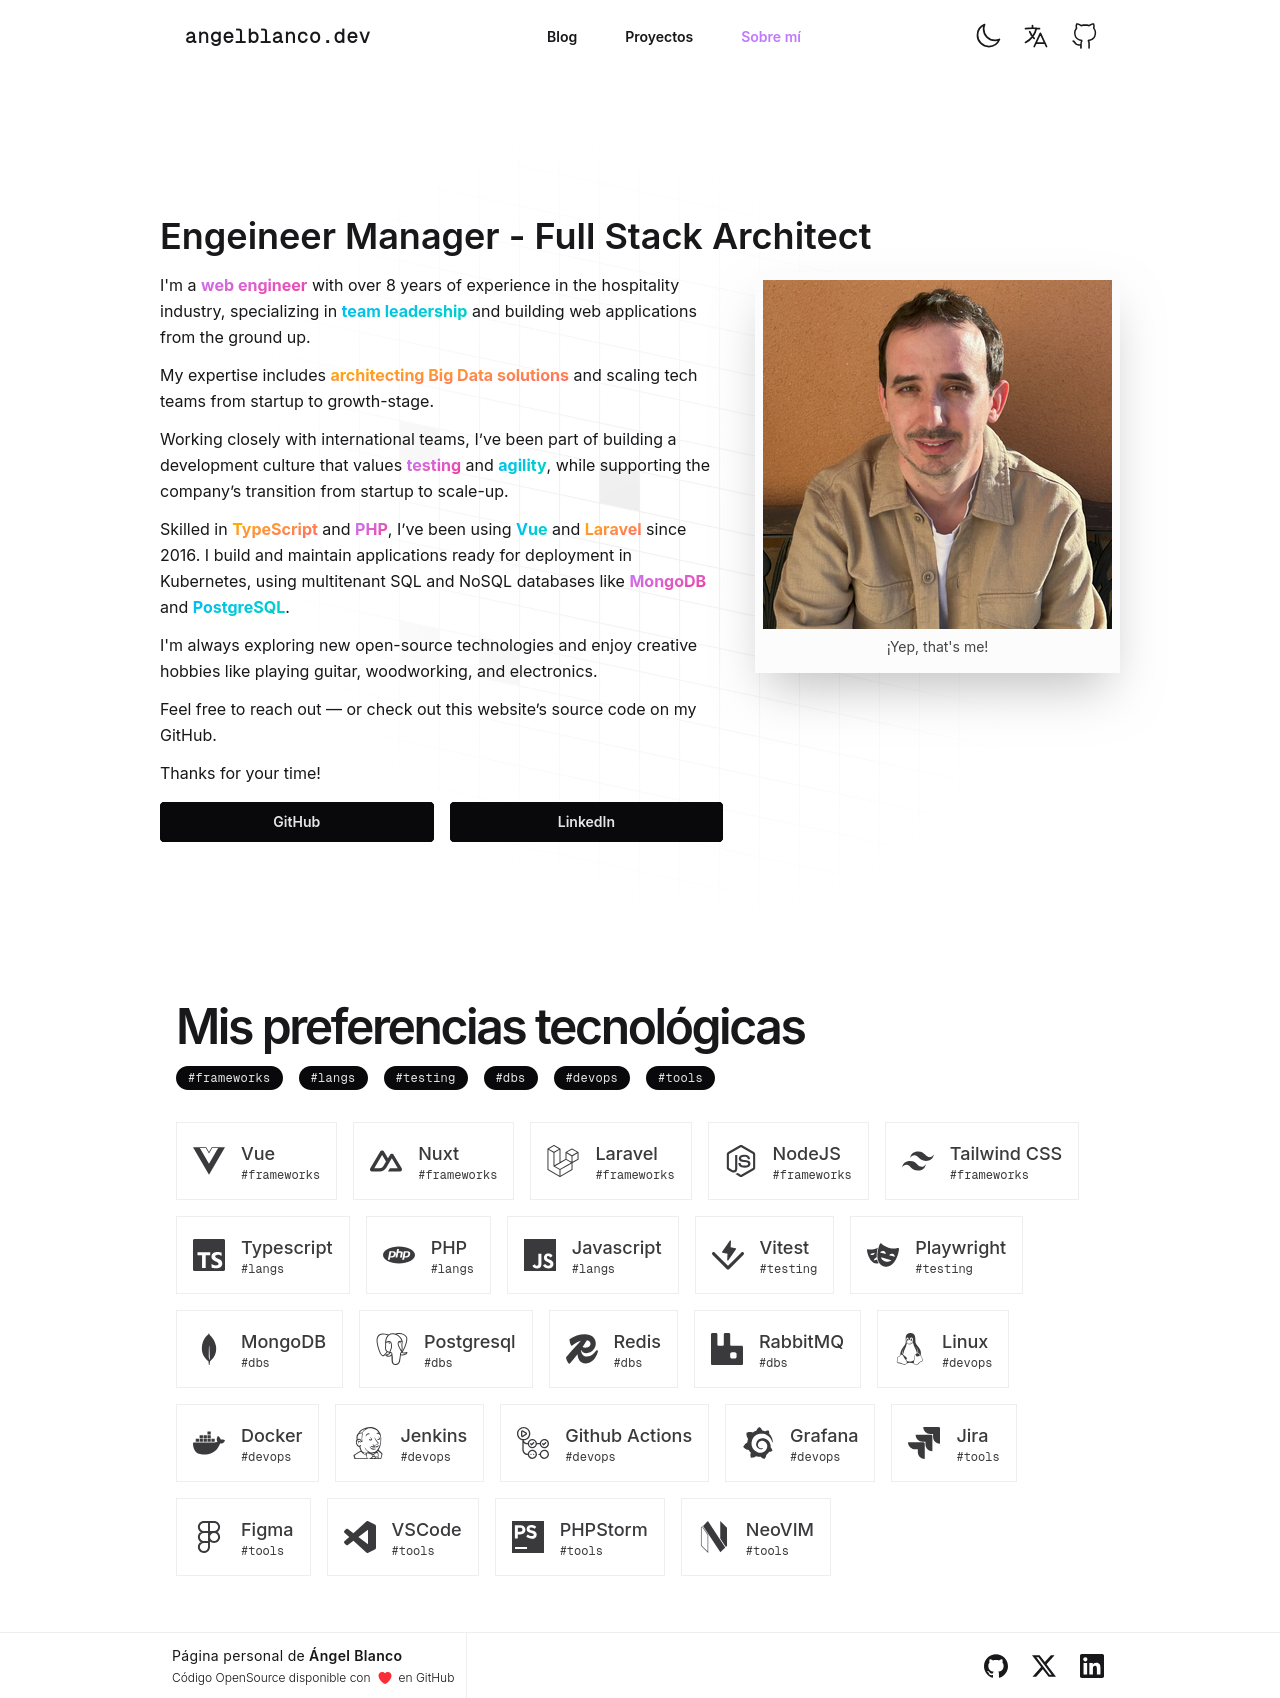 angelblanco.dev
Blog
Proyectos
Sobre mí
Engeineer Manager - Full Stack Architect
I'm a web engineer with over 8 years of experience in the hospitality
industry, specializing in team leadership and building web applications
from the ground up.
My expertise includes architecting Big Data solutions and scaling tech
teams from startup to growth-stage.
Working closely with international teams, I’ve been part of building a
development culture that values testing and agility, while supporting the
company’s transition from startup to scale-up.
Skilled in TypeScript and PHP, I’ve been using Vue and Laravel since
2016. I build and maintain applications ready for deployment in
Kubernetes, using multitenant SQL and NoSQL databases like MongoDB
and PostgreSQL.
I'm always exploring new open-source technologies and enjoy creative
hobbies like playing guitar, woodworking, and electronics.
Feel free to reach out — or check out this website’s source code on my
GitHub.
Thanks for your time!
GitHub
LinkedIn
¡Yep, that's me!
Mis preferencias tecnológicas
#frameworks
#langs
#testing
#dbs
#devops
#tools
Vue
#frameworks
Nuxt
#frameworks
Laravel
#frameworks
NodeJS
#frameworks
Tailwind CSS
#frameworks
TS
Typescript
#langs
php
PHP
#langs
JS
Javascript
#langs
Vitest
#testing
Playwright
#testing
MongoDB
#dbs
Postgresql
#dbs
Redis
#dbs
RabbitMQ
#dbs
Linux
#devops
Docker
#devops
Jenkins
#devops
Github Actions
#devops
Grafana
#devops
Jira
#tools
Figma
#tools
VSCode
#tools
PS
PHPStorm
#tools
NeoVIM
#tools
Página personal de Ángel Blanco
Código OpenSource disponible con ♥ en GitHub